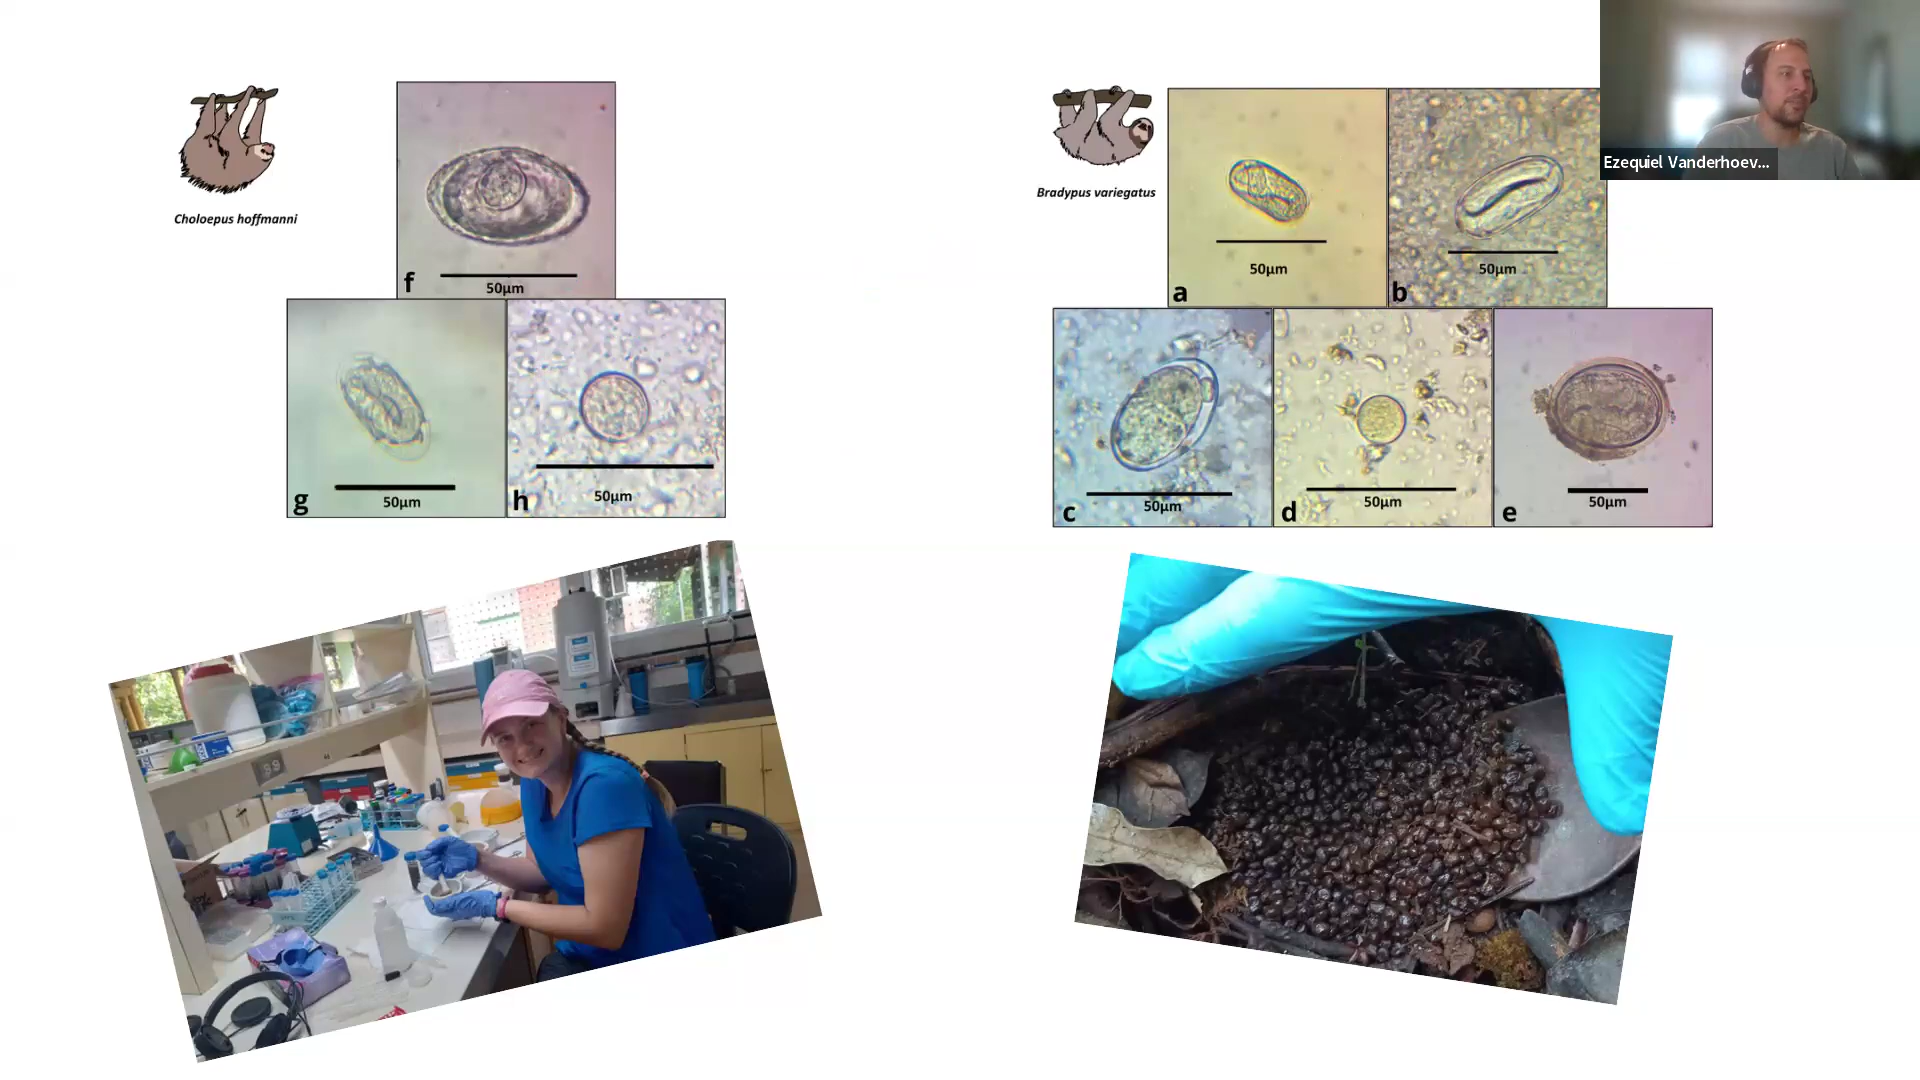 Choloepus hoffmanni
f
50µm
g
50µm
h
50µm
Bradypus variegatus
a
50µm
b
50µm
c
50µm
d
50µm
e
50µm
Ezequiel Vanderhoev...